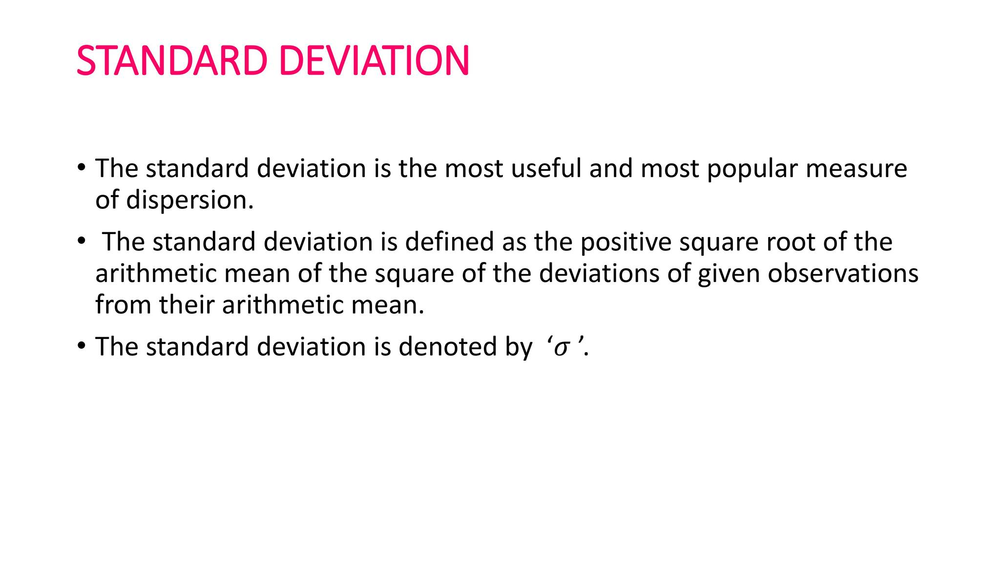 STANDARD DEVIATION
• The standard deviation is the most useful and most popular measure
of dispersion.
• The standard deviation is defined as the positive square root of the
arithmetic mean of the square of the deviations of given observations
from their arithmetic mean.
• The standard deviation is denoted by ‘𝜎 ’.